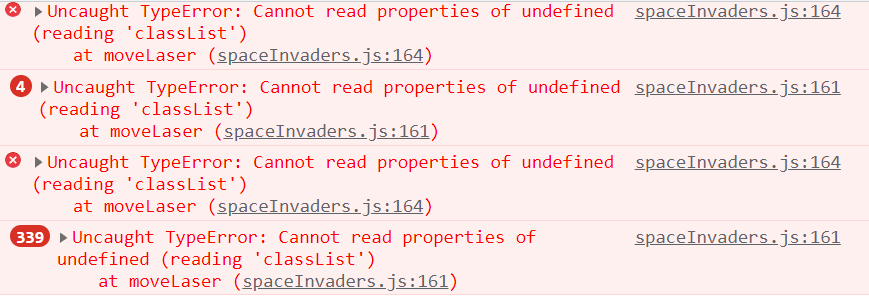 Uncaught TypeError: Cannot read properties of undefined spaceInvaders.js:164
(reading 'classList')
at moveLaser (spaceInvaders.js:164)
4 Uncaught TypeError: Cannot read properties of undefined spaceInvaders.js:161
(reading 'classList')
at moveLaser (spaceInvaders.js:161)
Uncaught TypeError: Cannot read properties of undefined spaceInvaders.js:164
(reading 'classList')
at moveLaser (spaceInvaders.js:164)
339 Uncaught TypeError: Cannot read properties of spaceInvaders.js:161
undefined (reading 'classList')
at moveLaser (spaceInvaders.js:161)